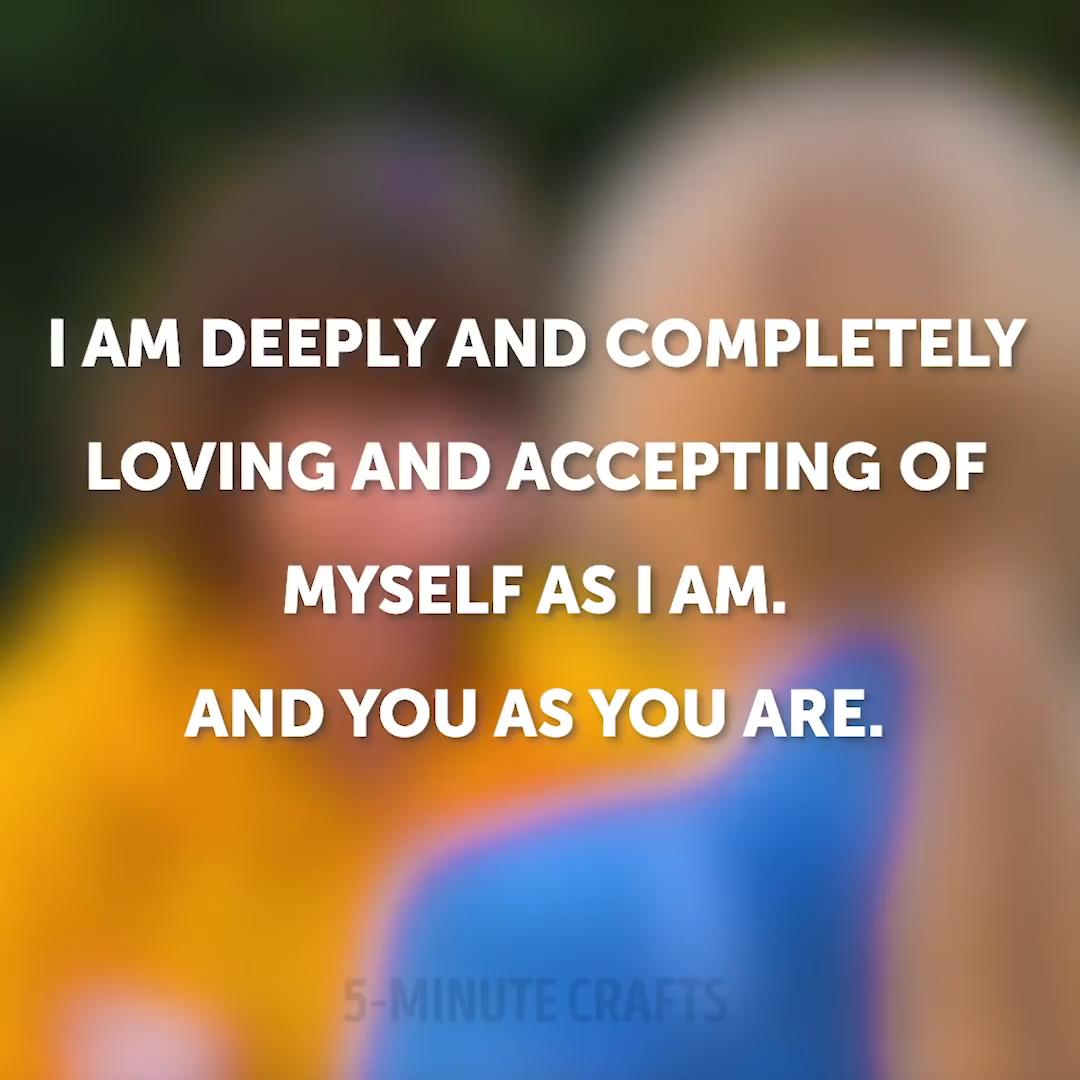 I AM DEEPLY AND COMPLETELY
LOVING AND ACCEPTING OF
MYSELF AS I AM.
AND YOU AS YOU ARE.
5-MINUTE CRAFTS